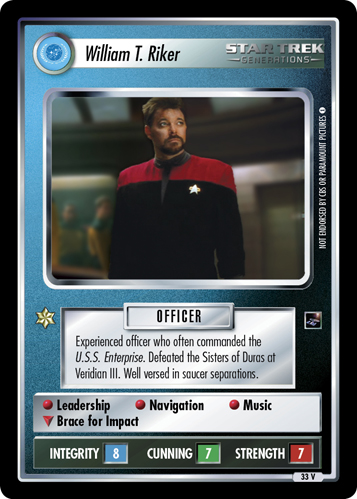 William T. Riker
STAR TREK
GENERATIONS
NOT ENDORSED BY CBS OR PARAMOUNT PICTURES
OFFICER
Experienced officer who often commanded the
U.S.S. Enterprise. Defeated the Sisters of Duras at
Veridian III. Well versed in saucer separations.
Leadership Navigation Music
Brace for Impact
INTEGRITY 8 CUNNING 7 STRENGTH 7
33 V